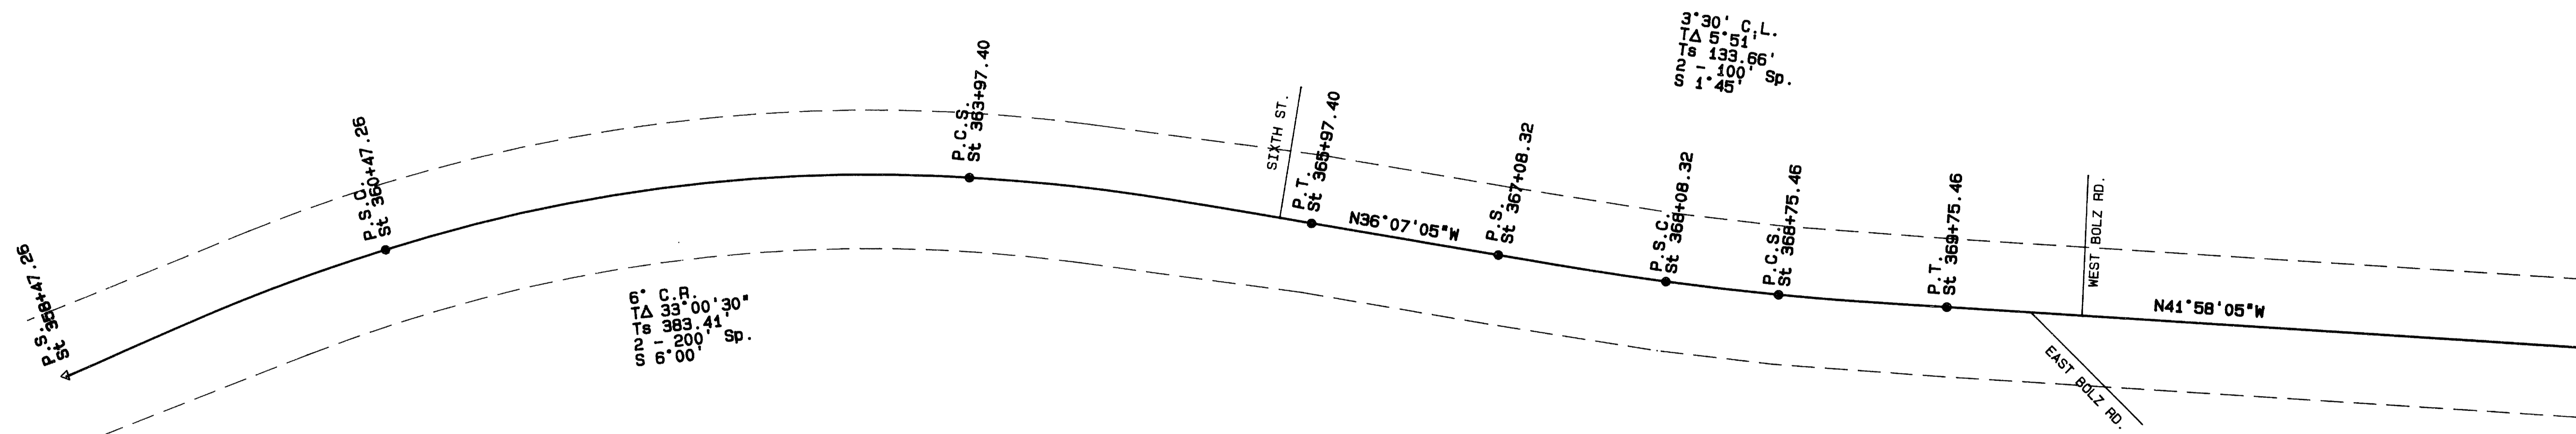 P.S.
St 358+47.26
P.S.C.
St 360+47.26
6° C.R.
TΔ 33°00'30"
Ts 383.41'
2 - 200' Sp.
S 6°00'
P.C.S.
St 363+97.40
SIXTH ST.
P.T.
St 365+97.40
N36°07'05"W
P.S.
St 367+08.32
3°30' C.L.
TΔ 5°51'
Ts 133.66'
2 - 100' Sp.
S 1°45'
P.S.C.
St 368+08.32
P.C.S.
St 368+75.46
P.T.
St 369+75.46
WEST BOLZ RD.
N41°58'05"W
EAST BOLZ RD.